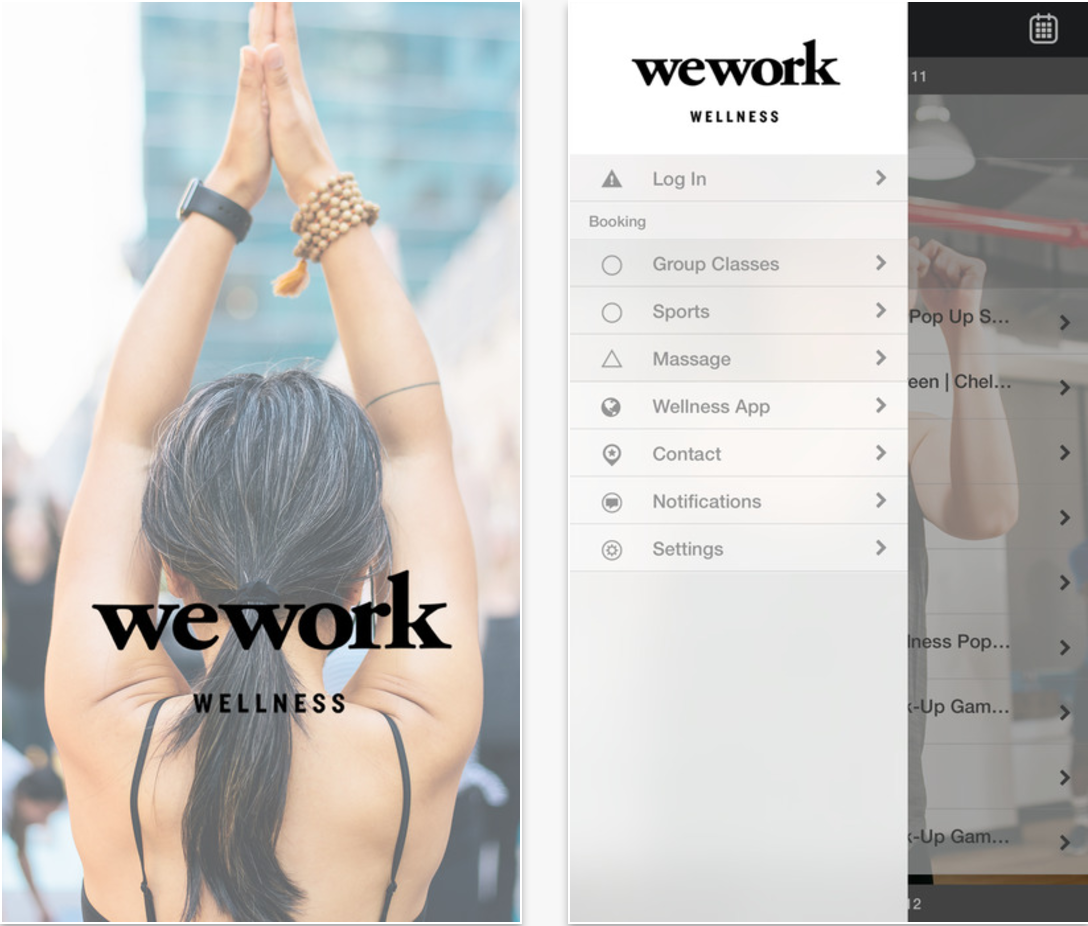 wework
WELLNESS
wework
WELLNESS
11
Log In
Booking
Group Classes
Sports
Pop Up S...
Massage
een | Chel...
Wellness App
Contact
Notifications
Settings
lness Pop...
k-Up Gam...
k-Up Gam...
12